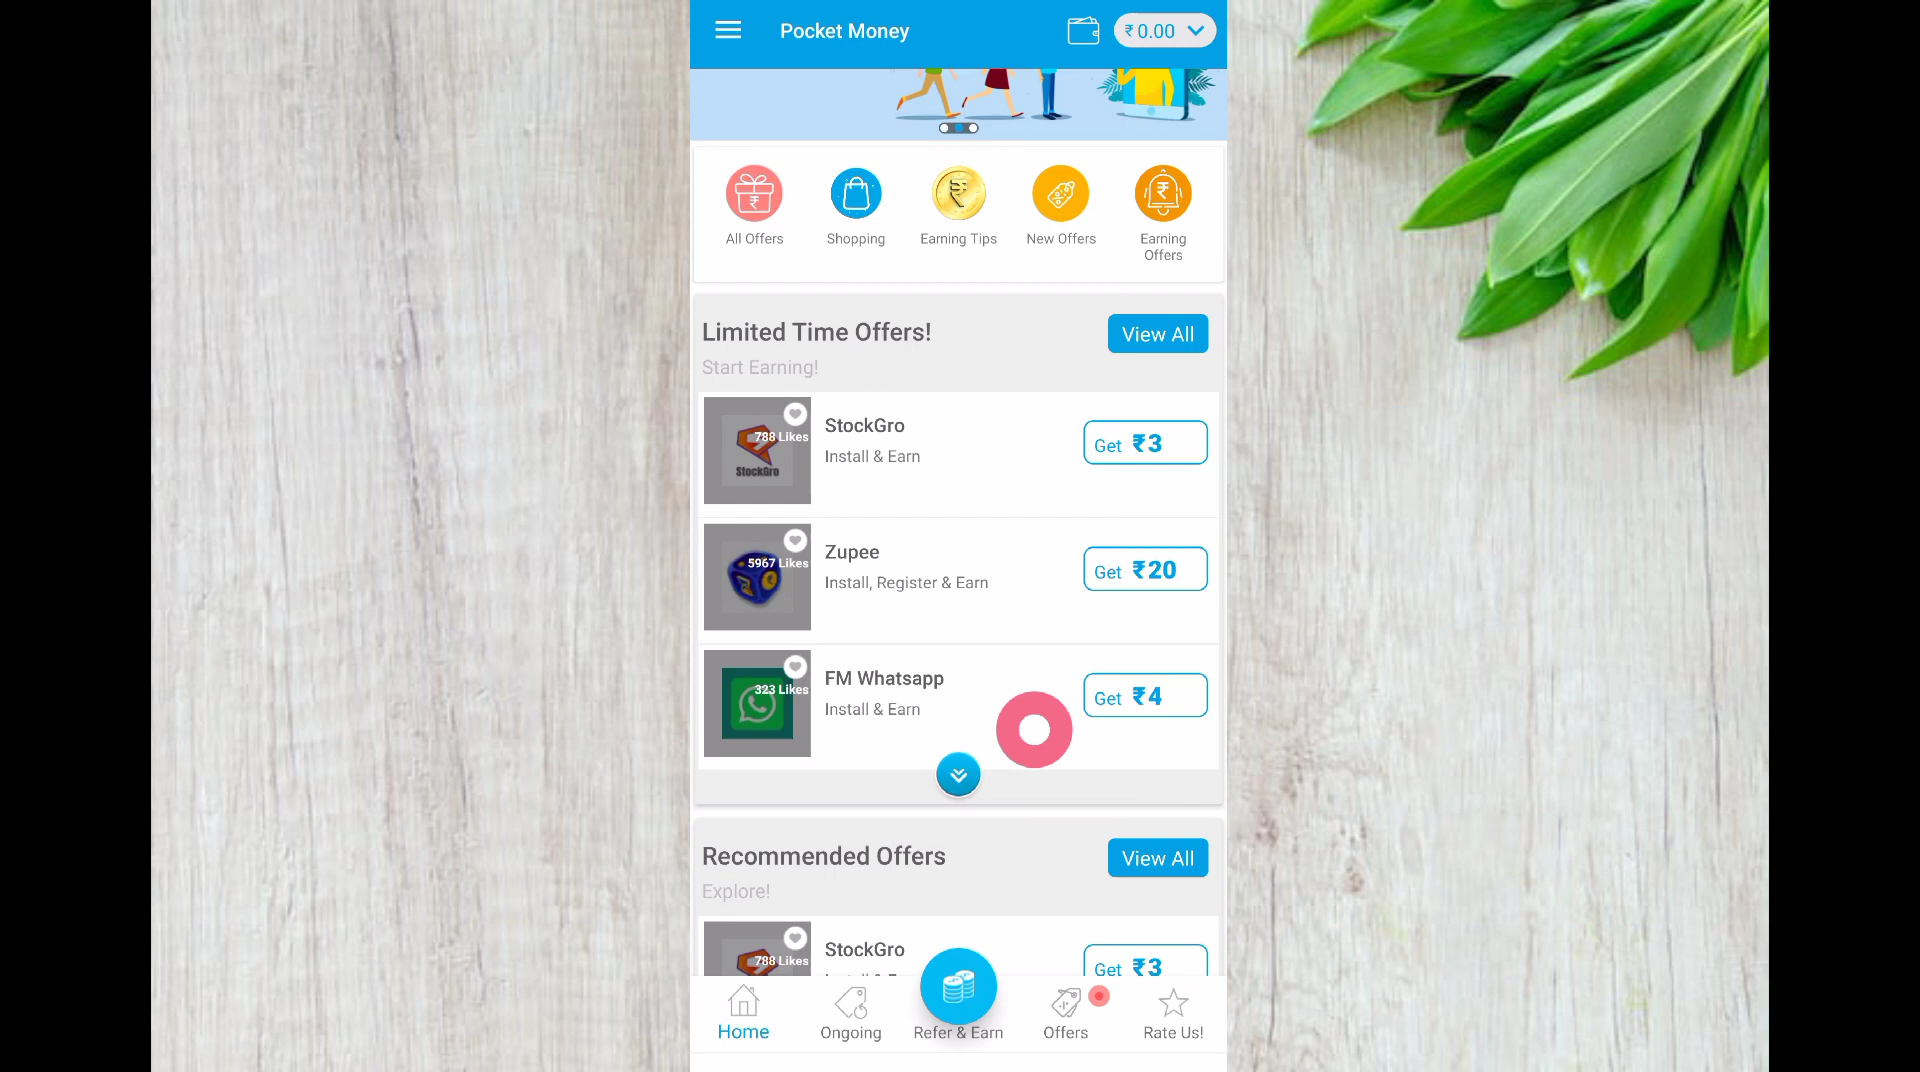 Pocket Money
₹ 0.00
All Offers
Shopping
Earning Tips
New Offers
Earning
Offers
Limited Time Offers!
View All
Start Earning!
788 Likes
StockGro
StockGro
Install & Earn
Get ₹3
5967 Likes
Zupee
Install, Register & Earn
Get ₹20
323 Likes
FM Whatsapp
Install & Earn
Get ₹4
Recommended Offers
View All
Explore!
788 Likes
StockGro
Get ₹3
Home
Ongoing
Refer & Earn
Offers
Rate Us!